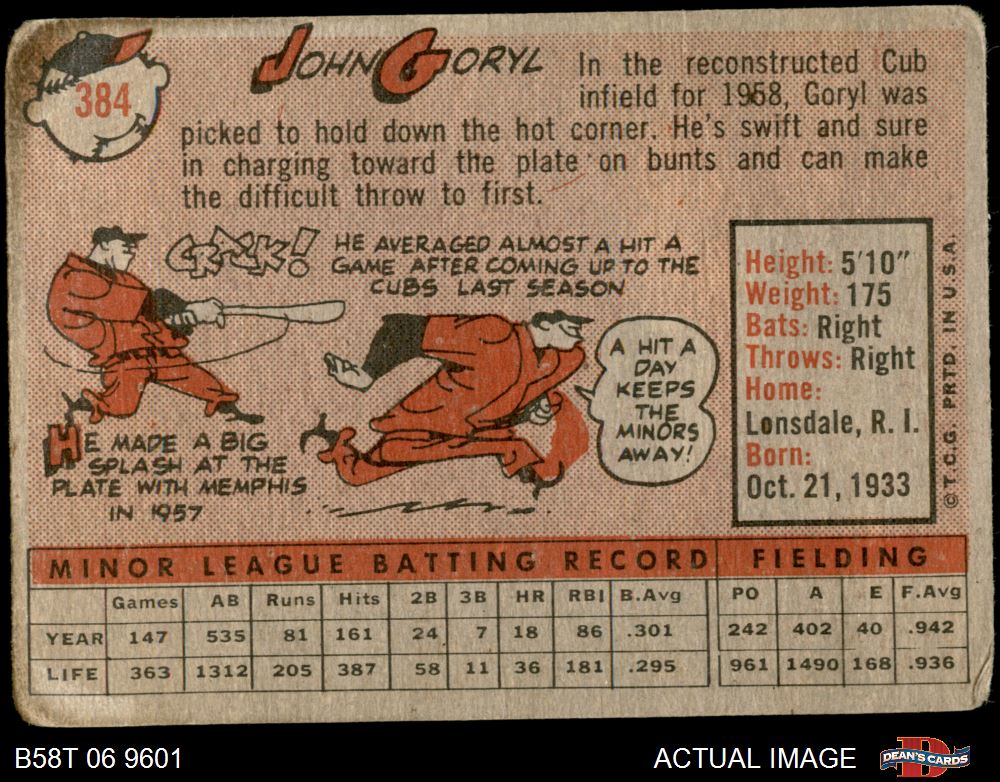 384
JOHN GORYL
In the reconstructed Cub
infield for 1958, Goryl was
picked to hold down the hot corner. He's swift and sure
in charging toward the plate on bunts and can make
the difficult throw to first.
CRACK!
HE AVERAGED ALMOST A HIT A
GAME AFTER COMING UP TO THE
CUBS LAST SEASON
A HIT A
DAY
KEEPS
THE
MINORS
AWAY!
HE MADE A BIG
SPLASH AT THE
PLATE WITH MEMPHIS
IN 1957
Height: 5'10"
Weight: 175
Bats: Right
Throws: Right
Home:
Lonsdale, R. I.
Born:
Oct. 21, 1933
© T.C.G. PRTD. IN U.S.A.
MINOR LEAGUE BATTING RECORD FIELDING
Games AB Runs Hits 2B 3B HR RBI B.Avg PO A E F.Avg
YEAR 147 535 81 161 24 7 18 86 .301 242 402 40 .942
LIFE 363 1312 205 387 58 11 36 181 .295 961 1490 168 .936
B58T 06 9601
ACTUAL IMAGE
D
DEAN'S CARDS